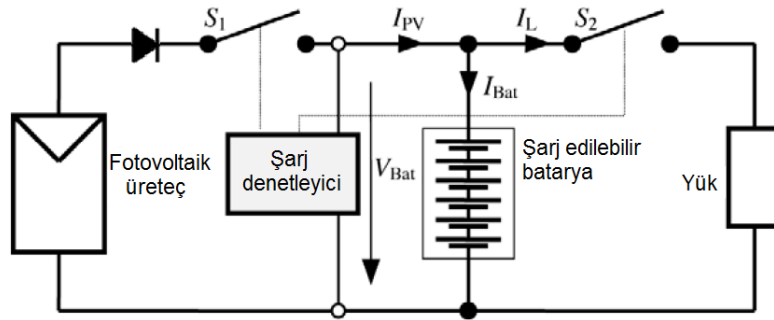 S1
IPV
IL
S2
IBat
Fotovoltaik
üreteç
Şarj
denetleyici
VBat
Şarj edilebilir
batarya
Yük